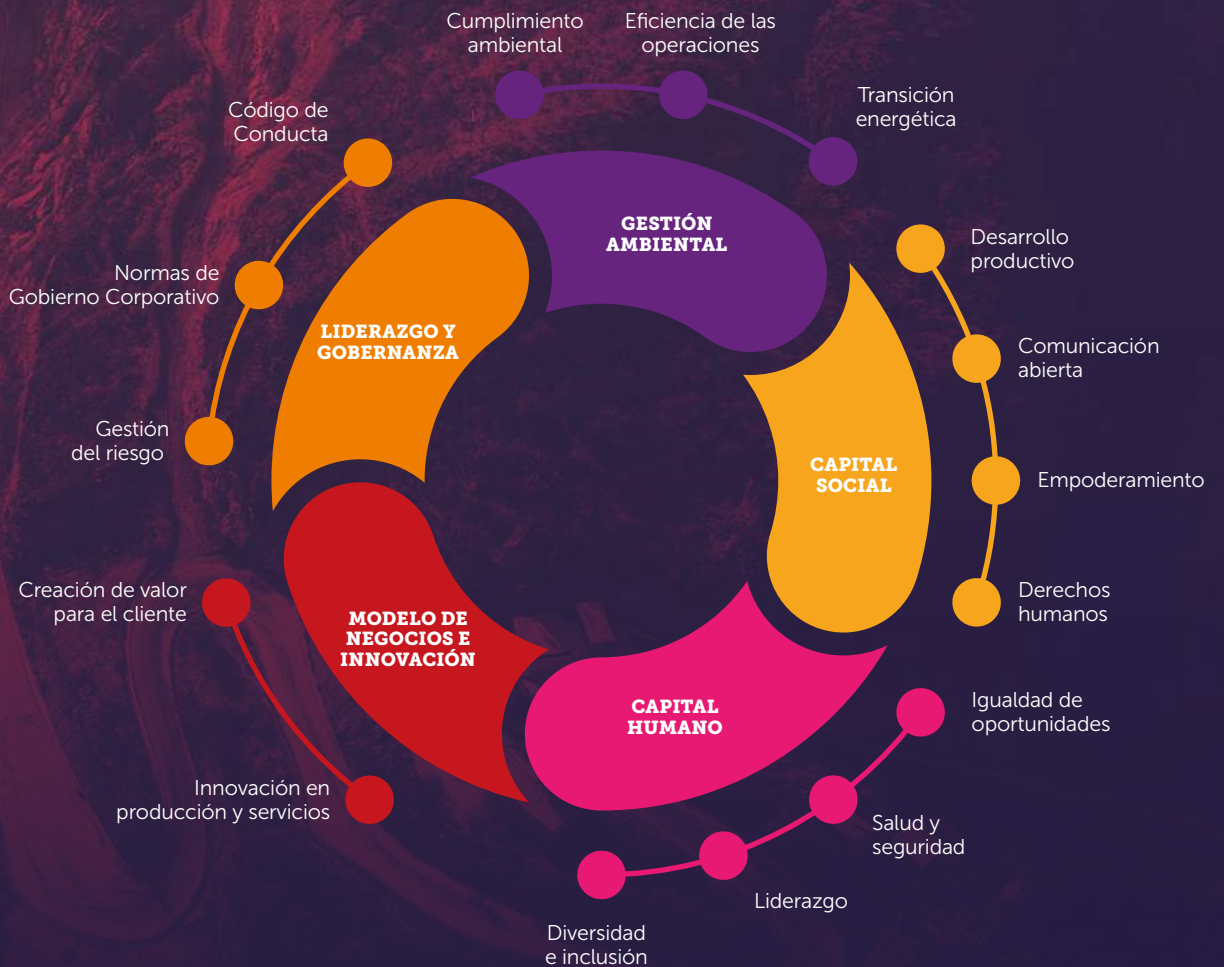 Cumplimiento
ambiental
Eficiencia de las
operaciones
Transición
energética
GESTIÓN
AMBIENTAL
Desarrollo
productivo
Comunicación
abierta
Empoderamiento
Derechos
humanos
CAPITAL
SOCIAL
Igualdad de
oportunidades
Salud y
seguridad
Liderazgo
Diversidad
e inclusión
CAPITAL
HUMANO
Innovación en
producción y servicios
Creación de valor
para el cliente
MODELO DE
NEGOCIOS E
INNOVACIÓN
Gestión
del riesgo
Normas de
Gobierno Corporativo
Código de
Conducta
LIDERAZGO Y
GOBERNANZA